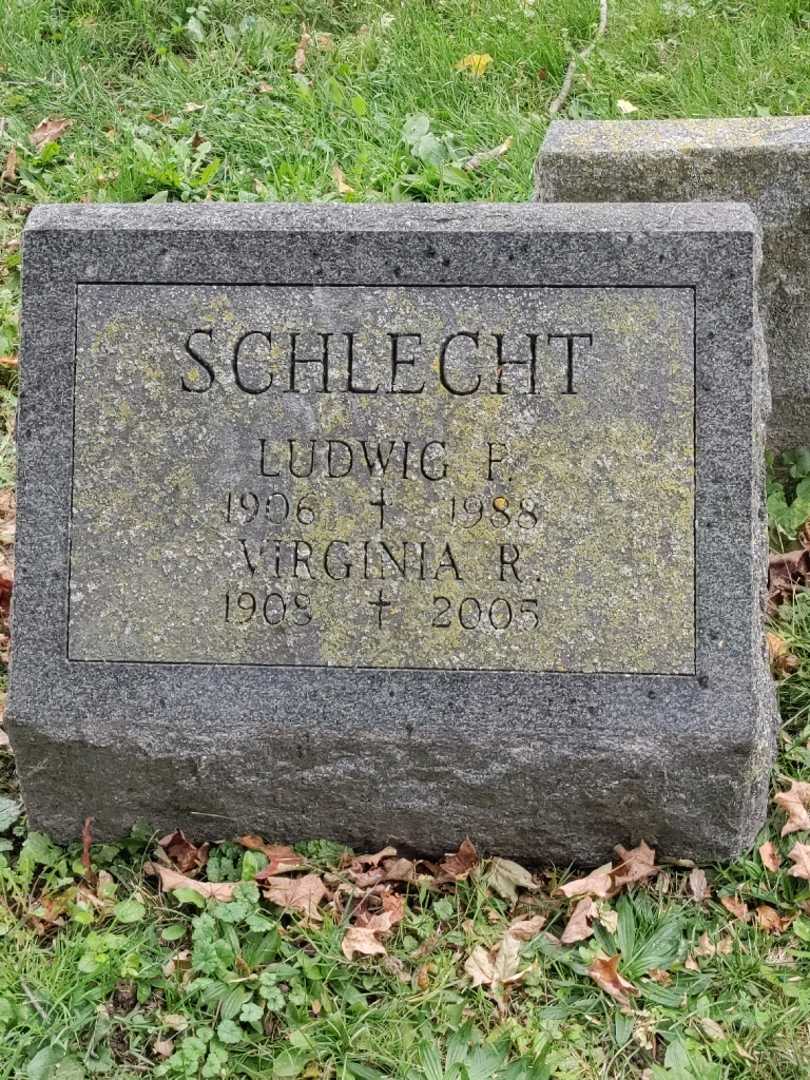 SCHLECHT
LUDWIG F.
1906 † 1988
VIRGINIA R.
1908 † 2005